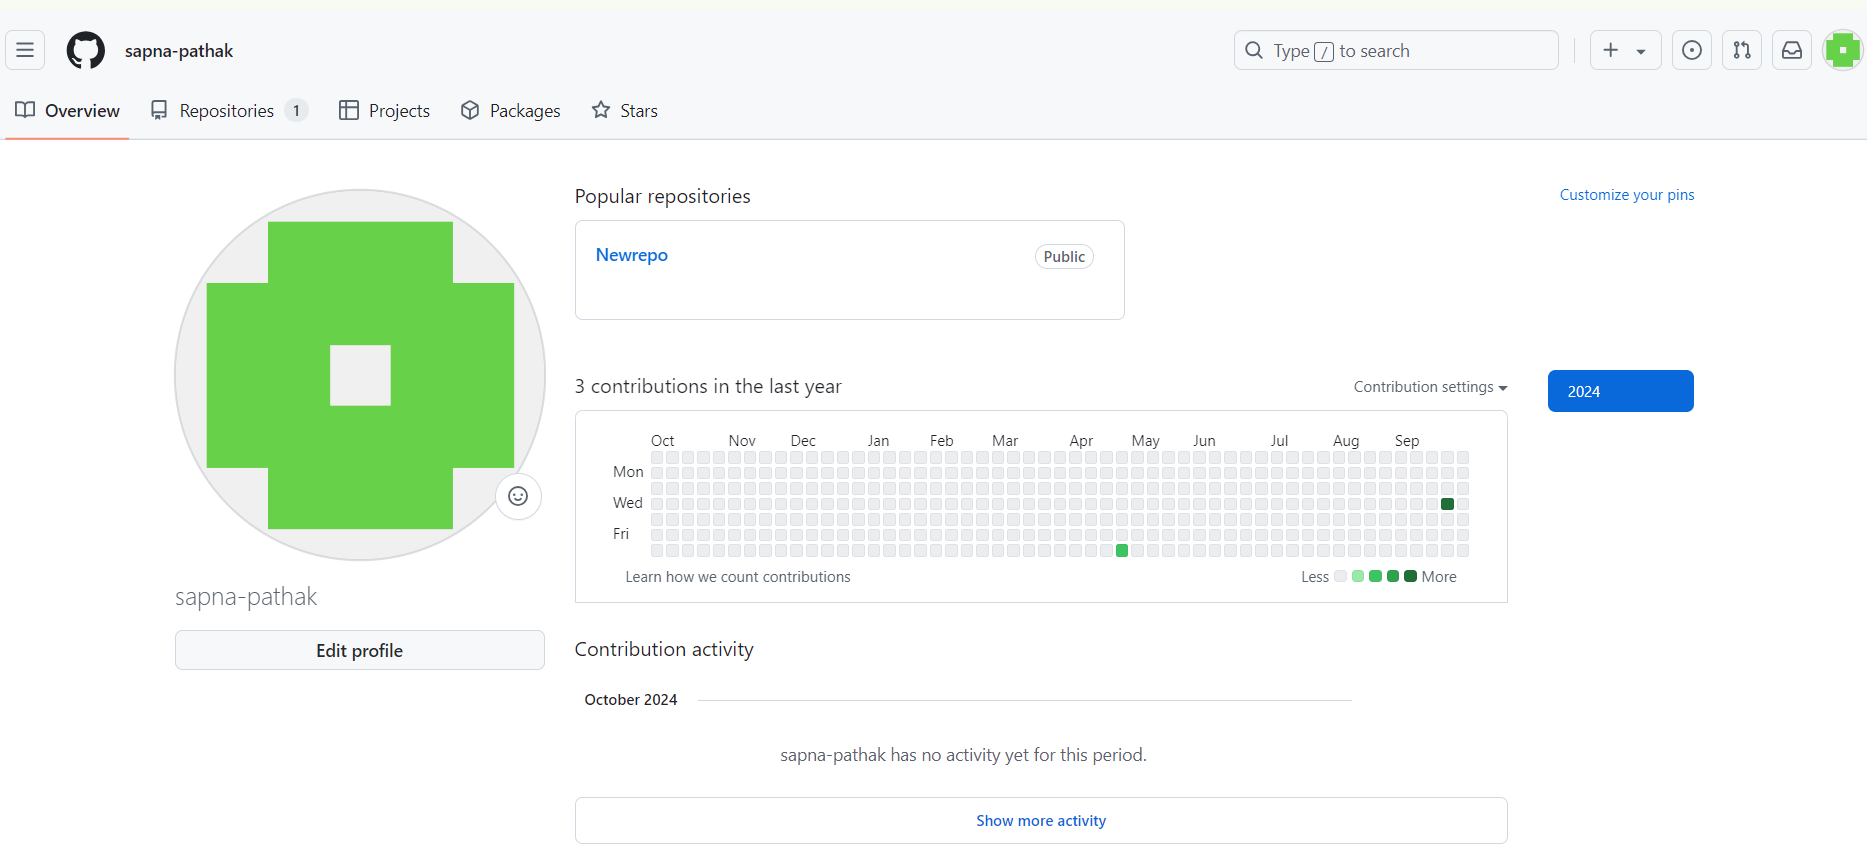 sapna-pathak
Type / to search
Overview
Repositories 1
Projects
Packages
Stars
Popular repositories
Customize your pins
Newrepo
Public
3 contributions in the last year
Contribution settings
2024
Oct Nov Dec Jan Feb Mar Apr May Jun Jul Aug Sep
Mon
Wed
Fri
Learn how we count contributions
Less
More
sapna-pathak
Edit profile
Contribution activity
October 2024
sapna-pathak has no activity yet for this period.
Show more activity